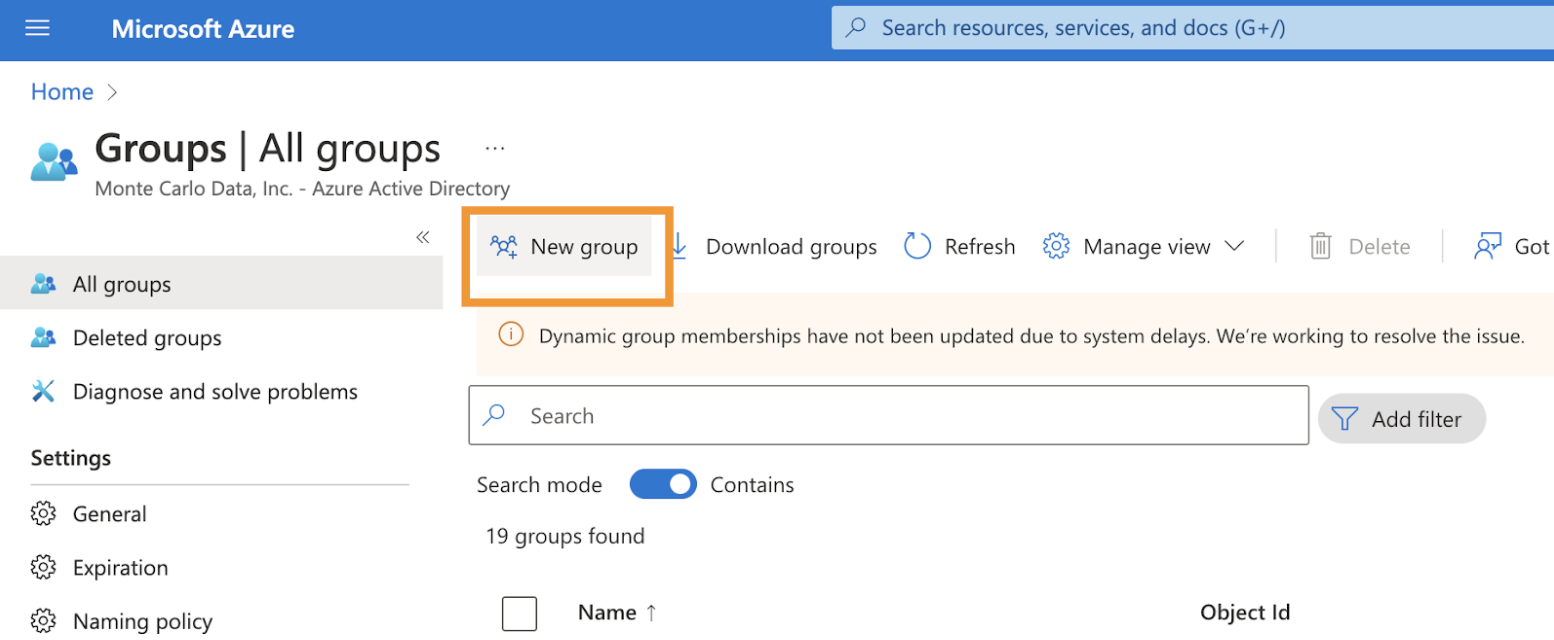 Microsoft Azure
Search resources, services, and docs (G+/)
Home
Groups | All groups
...
Monte Carlo Data, Inc. - Azure Active Directory
«
All groups
Deleted groups
Diagnose and solve problems
Settings
General
Expiration
Naming policy
New group
Download groups
Refresh
Manage view
Delete
Got
Dynamic group memberships have not been updated due to system delays. We’re working to resolve the issue.
Search
Add filter
Search mode
Contains
19 groups found
Name ↑
Object Id